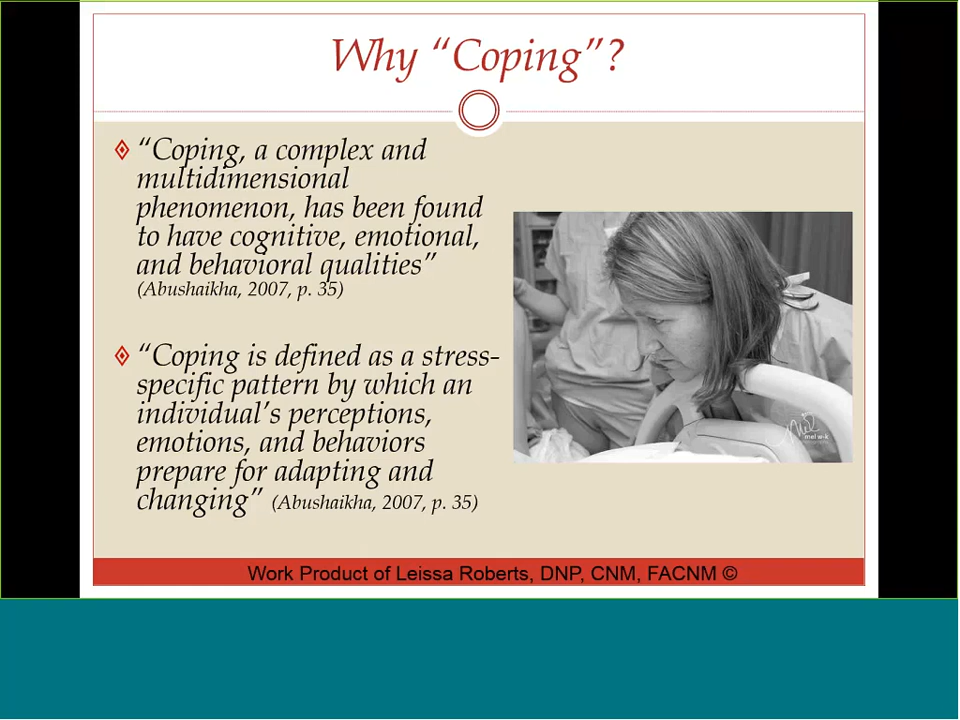 Why “Coping”?
“Coping, a complex and
multidimensional
phenomenon, has been found
to have cognitive, emotional,
and behavioral qualities”
(Abushaikha, 2007, p. 35)
“Coping is defined as a stress-
specific pattern by which an
individual’s perceptions,
emotions, and behaviors
prepare for adapting and
changing” (Abushaikha, 2007, p. 35)
mel w-k
Work Product of Leissa Roberts, DNP, CNM, FACNM ©